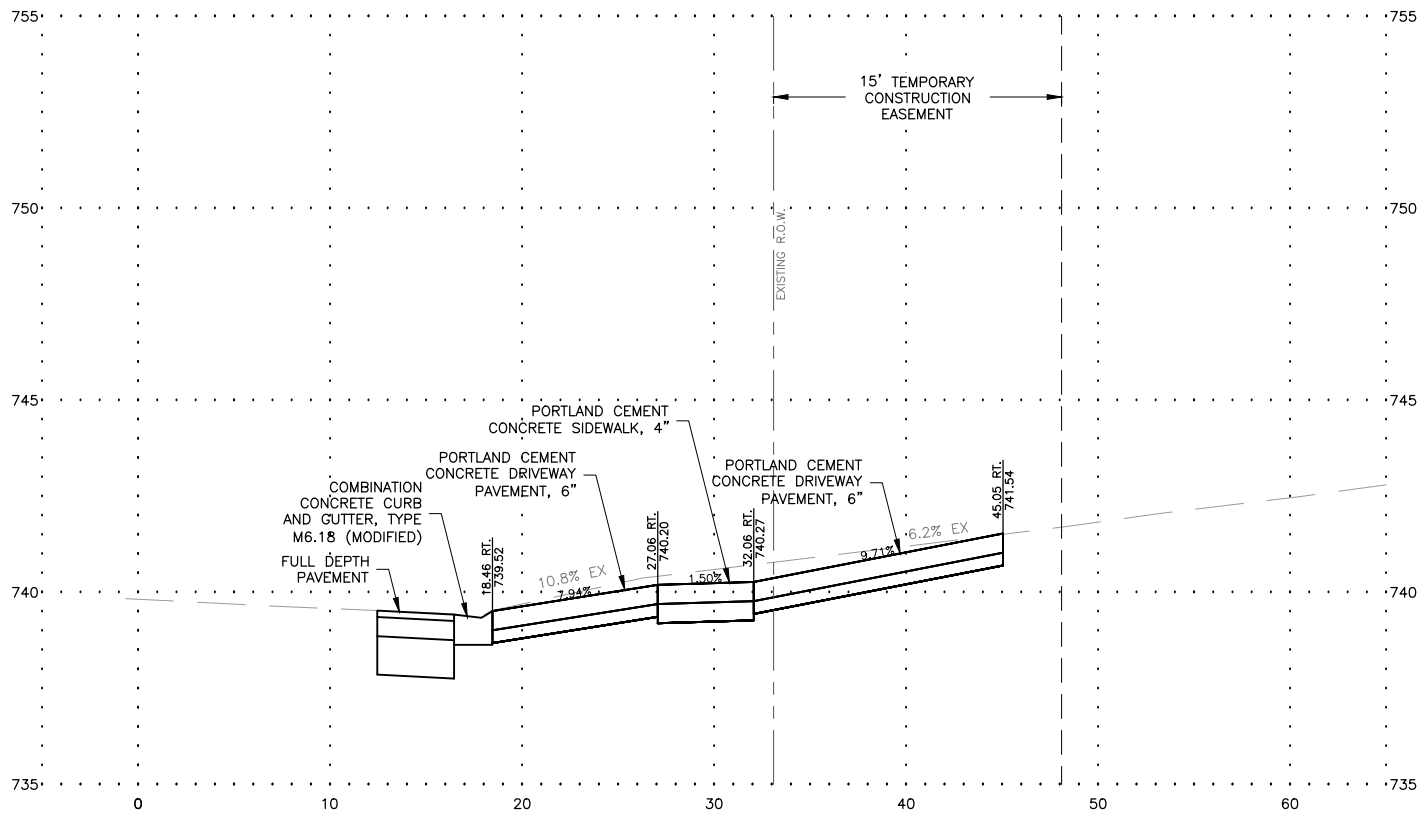 755
755
15' TEMPORARY
CONSTRUCTION
EASEMENT
750
750
EXISTING R.O.W.
745
745
PORTLAND CEMENT
CONCRETE SIDEWALK, 4"
PORTLAND CEMENT
CONCRETE DRIVEWAY
PAVEMENT, 6"
PORTLAND CEMENT
CONCRETE DRIVEWAY
PAVEMENT, 6"
COMBINATION
CONCRETE CURB
AND GUTTER, TYPE
M6.18 (MODIFIED)
FULL DEPTH
PAVEMENT
18.46 RT.
739.52
10.8% EX
7.94%
27.06 RT.
740.20
1.50%
32.06 RT.
740.27
9.71%
6.2% EX
45.05 RT.
741.54
740
740
735
735
0
10
20
30
40
50
60